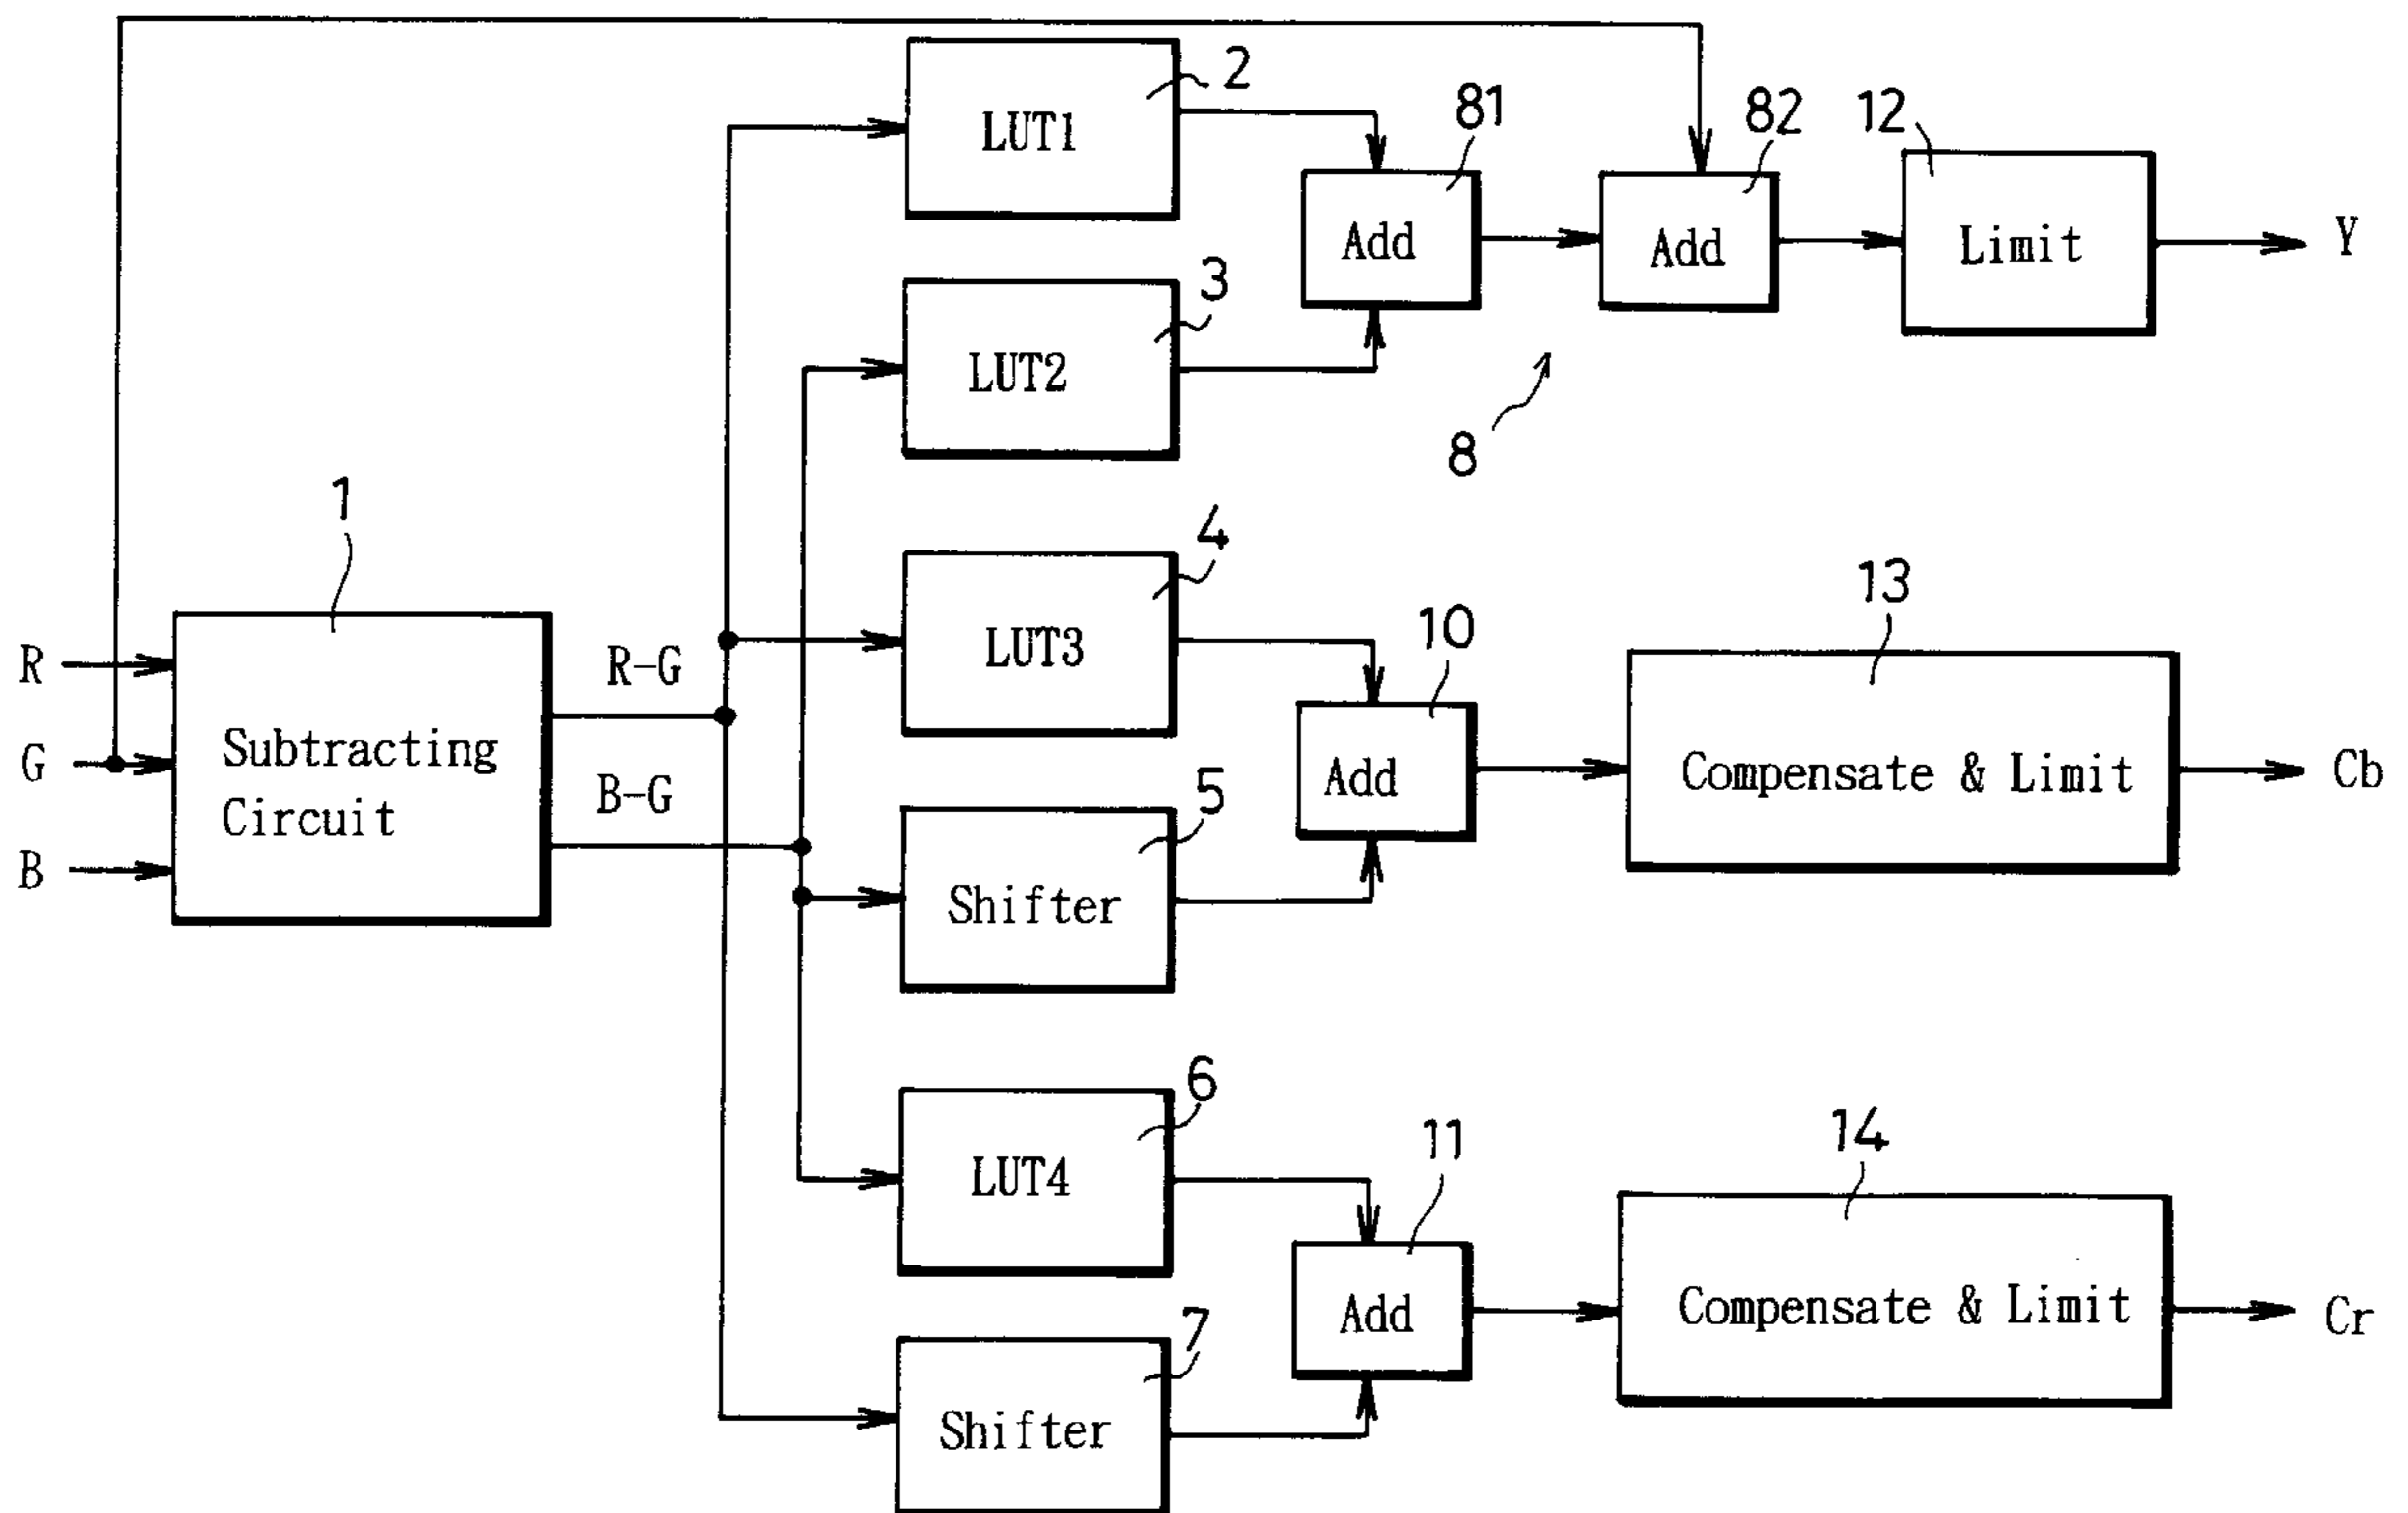 2
LUT1
81
82
12
Add
Add
Limit
Y
3
LUT2
8
1
R
G
B
Subtracting
Circuit
R-G
B-G
4
LUT3
10
Add
13
Compensate & Limit
Cb
5
Shifter
6
LUT4
11
Add
14
Compensate & Limit
Cr
7
Shifter